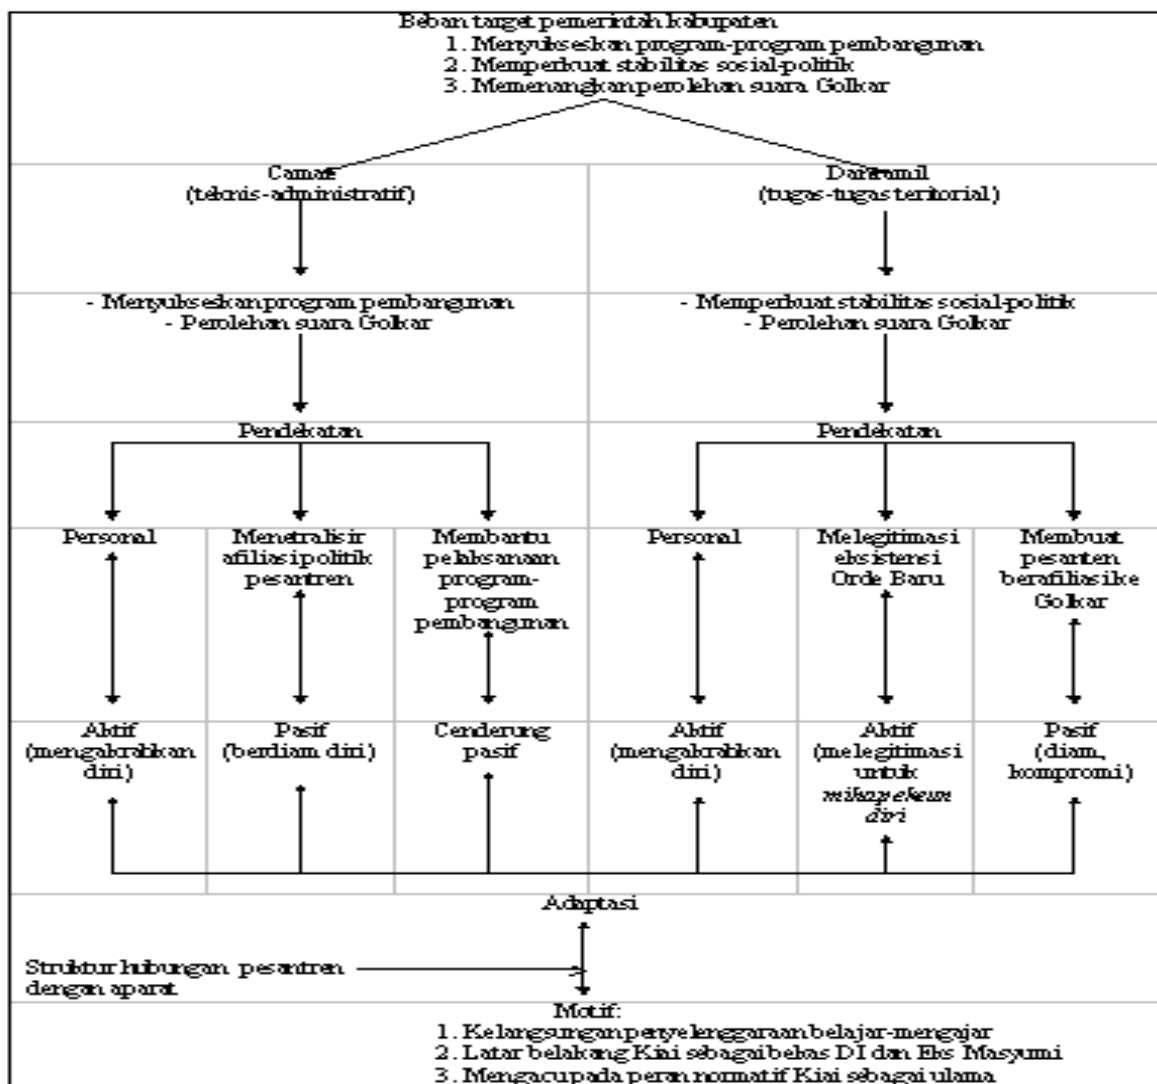 Beban target pemerintah kabupaten
1. Menyukseskan program-program pembangunan
2. Memperkuat stabilitas sosial-politik
3. Memenangkan perolehan suara Golkar
Camat
(teknis-administratif)
Danramil
(tugas-tugas teritorial)
- Menyukseskan program pembangunan
- Perolehan suara Golkar
- Memperkuat stabilitas sosial-politik
- Perolehan suara Golkar
Pendekatan
Pendekatan
Personal
Menetralisir
afiliasi politik
pesantren
Membantu
pelaksanaan
program-
program
pembangunan
Personal
Melegitimasi
eksistensi
Orde Baru
Membuat
pesanten
berafiliasi ke
Golkar
Aktif
(mengakrabkan
diri)
Pasif
(berdiam diri)
Cenderung
pasif
Aktif
(mengakrabkan
diri)
Aktif
(melegitimasi
untuk
mihapekeun
diri
Pasif
(diam,
kompromi)
Adaptasi
Struktur hubungan pesantren
dengan aparat
Motif:
1. Kelangsungan penyelenggaraan belajar-mengajar
2. Latar belakang Kiai sebagai bekas DI dan Eks Masyumi
3. Mengacu pada peran normatif Kiai sebagai ulama